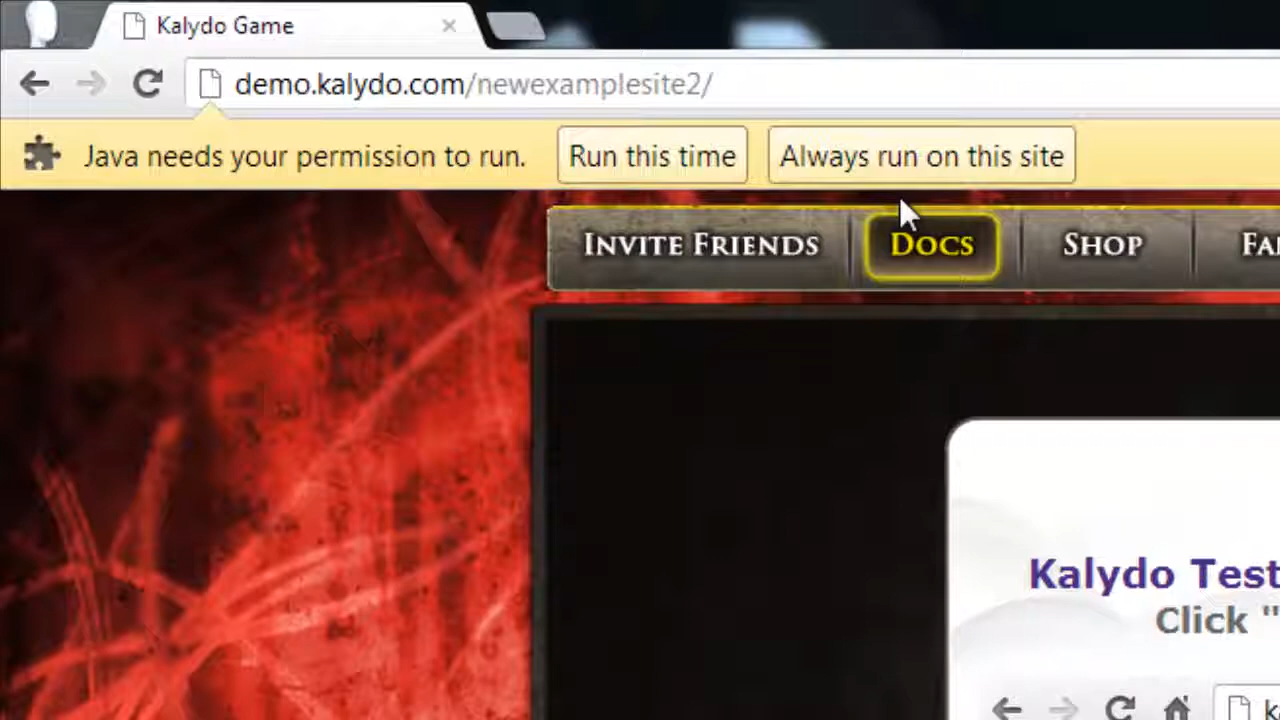 Kalydo Game
demo.kalydo.com/newexamplesite2/
Java needs your permission to run. Run this time Always run on this site
Invite Friends Docs Shop
Kalydo Test
Click "